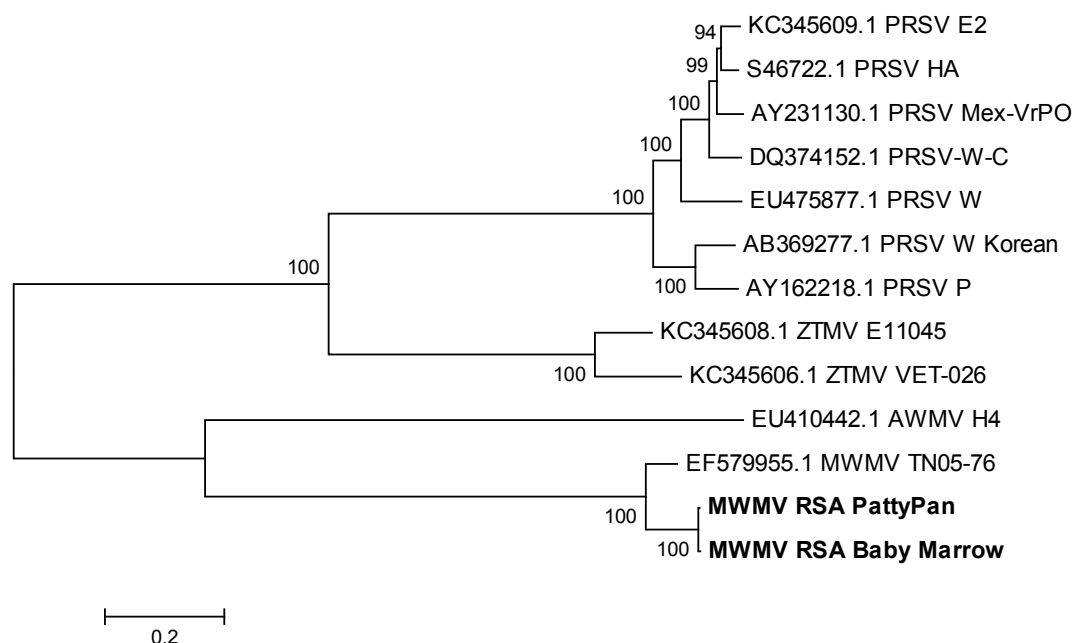 94
KC345609.1 PRSV E2
99
S46722.1 PRSV HA
100
AY231130.1 PRSV Mex-VrPO
100
DQ374152.1 PRSV-W-C
100
EU475877.1 PRSV W
AB369277.1 PRSV W Korean
100
100
AY162218.1 PRSV P
KC345608.1 ZTMV E11045
100
KC345606.1 ZTMV VET-026
EU410442.1 AWMV H4
EF579955.1 MWMV TN05-76
100
MWMV RSA PattyPan
100
MWMV RSA Baby Marrow
0.2